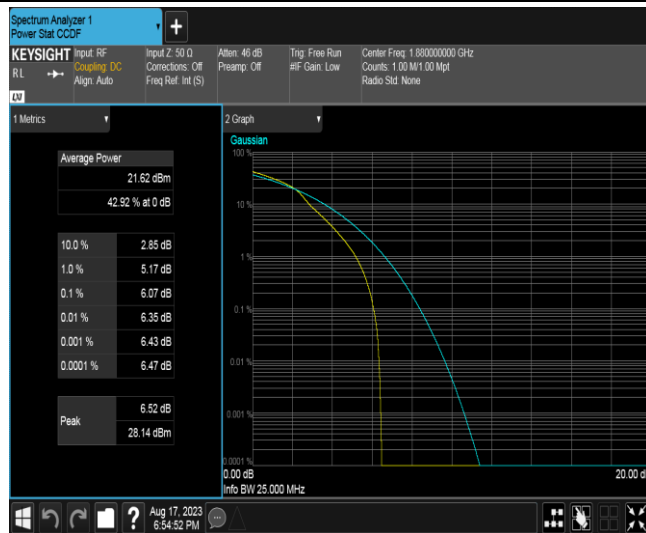 Spectrum Analyzer 1
Power Stat CCDF
+
KEYSIGHT
RL
Input: RF
Coupling: DC
Align: Auto
Input Z: 50 Ω
Corrections: Off
Freq Ref: Int (S)
Atten: 46 dB
Preamp: Off
Trig: Free Run
#IF Gain: Low
Center Freq: 1.880000000 GHz
Counts: 1.00 M/1.00 Mpt
Radio Std: None
LXI
1 Metrics
Average Power
21.62 dBm
42.92 % at 0 dB
10.0 % 2.85 dB
1.0 % 5.17 dB
0.1 % 6.07 dB
0.01 % 6.35 dB
0.001 % 6.43 dB
0.0001 % 6.47 dB
Peak
6.52 dB
28.14 dBm
2 Graph
Gaussian
100 %
10 %
1 %
0.1 %
0.01 %
0.001 %
0.0001 %
0.00 dB
20.00 d
Info BW 25.000 MHz
?
Aug 17, 2023
6:54:52 PM